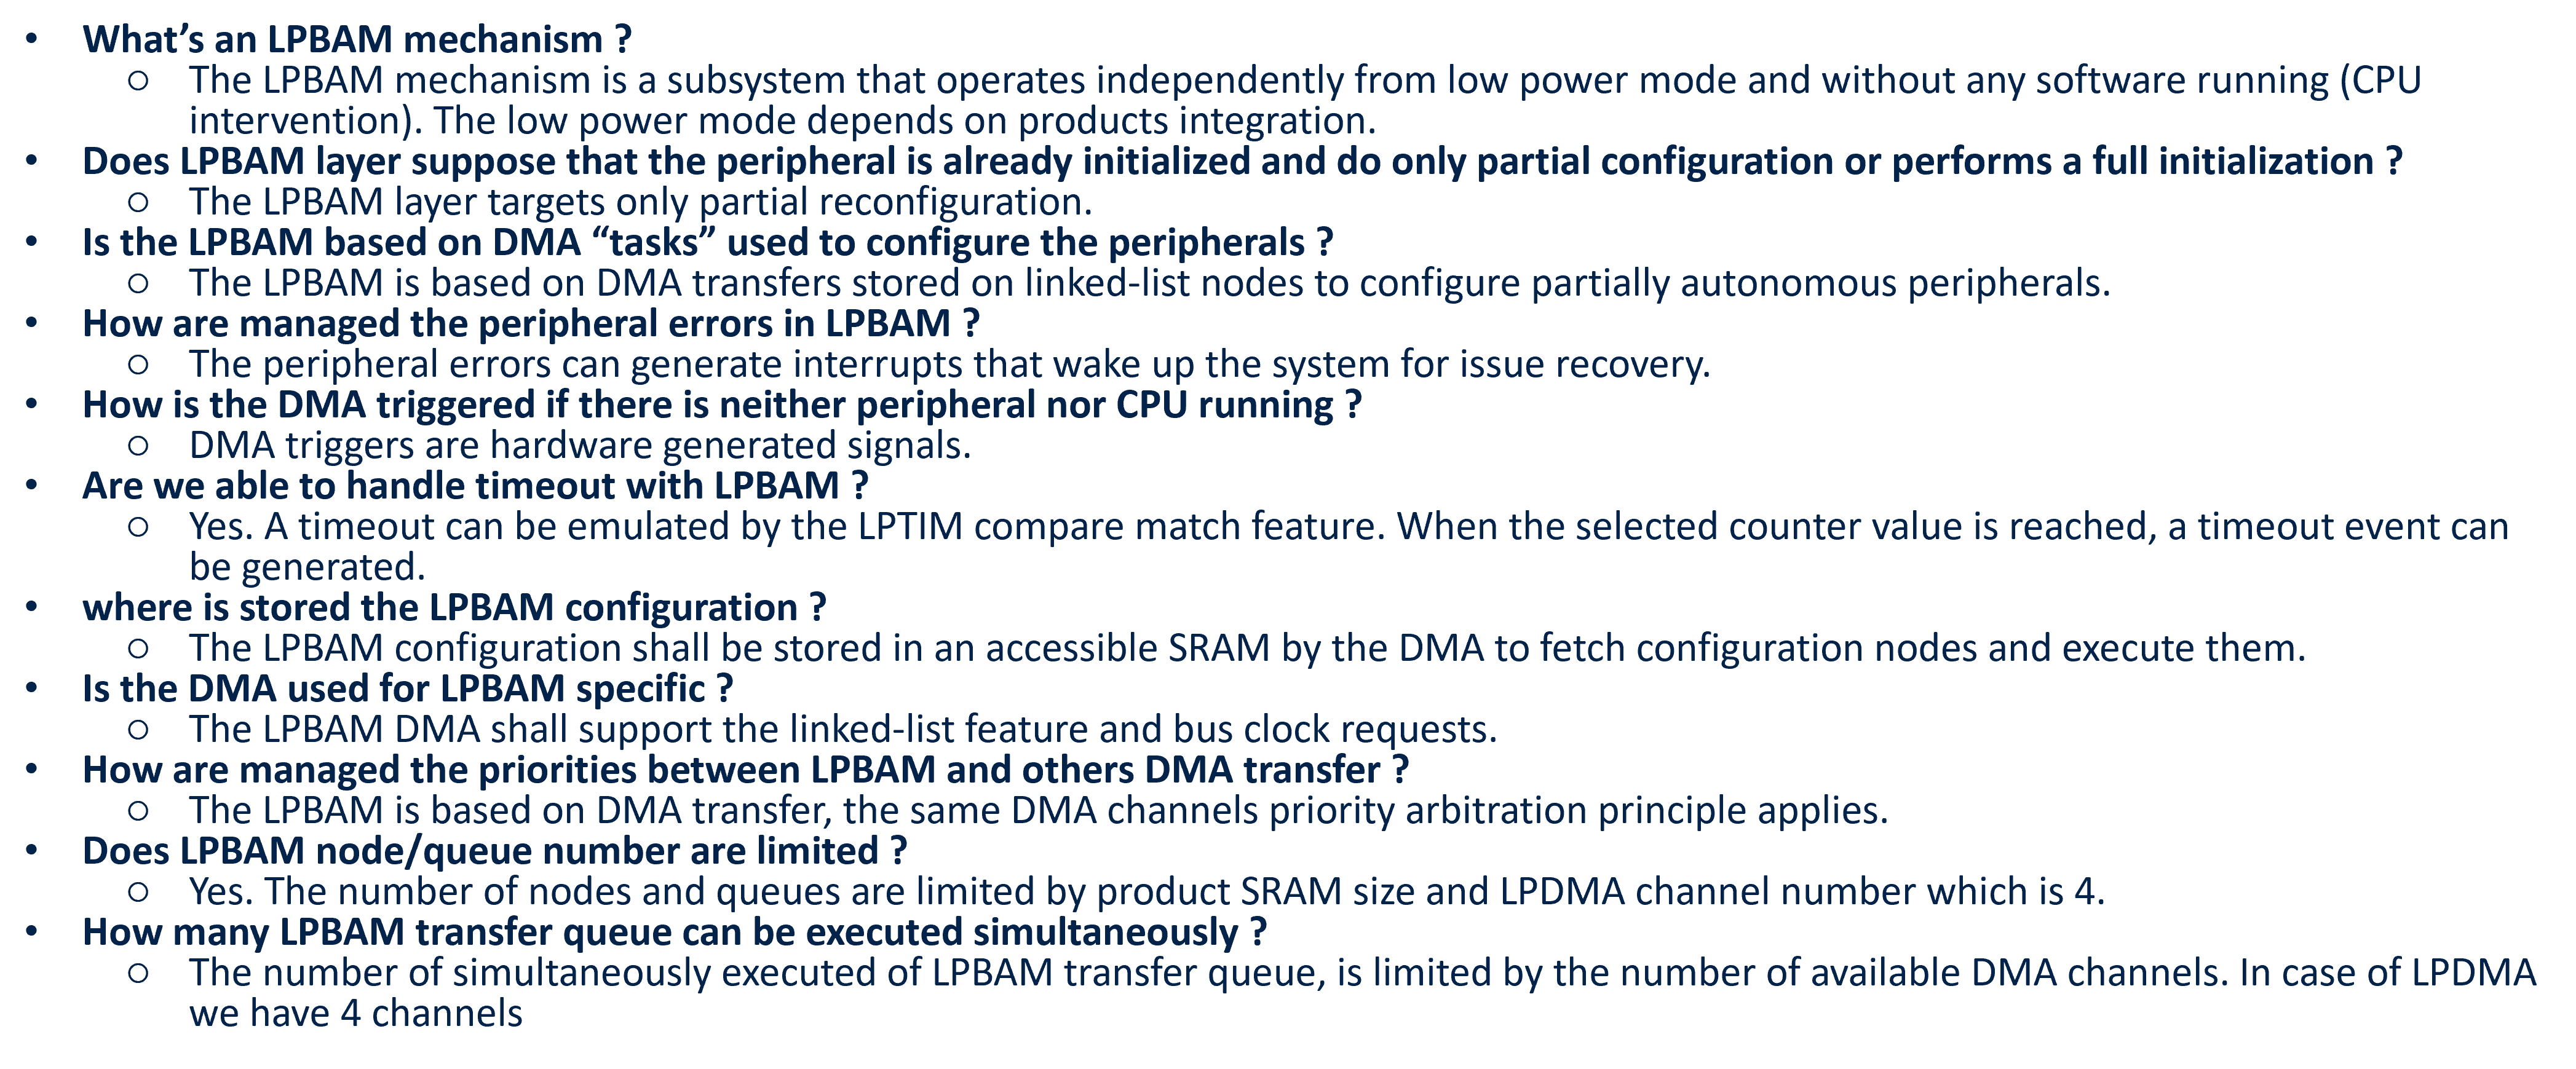 • What’s an LPBAM mechanism ?
○ The LPBAM mechanism is a subsystem that operates independently from low power mode and without any software running (CPU
intervention). The low power mode depends on products integration.
• Does LPBAM layer suppose that the peripheral is already initialized and do only partial configuration or performs a full initialization ?
○ The LPBAM layer targets only partial reconfiguration.
• Is the LPBAM based on DMA “tasks” used to configure the peripherals ?
○ The LPBAM is based on DMA transfers stored on linked-list nodes to configure partially autonomous peripherals.
• How are managed the peripheral errors in LPBAM ?
○ The peripheral errors can generate interrupts that wake up the system for issue recovery.
• How is the DMA triggered if there is neither peripheral nor CPU running ?
○ DMA triggers are hardware generated signals.
• Are we able to handle timeout with LPBAM ?
○ Yes. A timeout can be emulated by the LPTIM compare match feature. When the selected counter value is reached, a timeout event can
be generated.
• where is stored the LPBAM configuration ?
○ The LPBAM configuration shall be stored in an accessible SRAM by the DMA to fetch configuration nodes and execute them.
• Is the DMA used for LPBAM specific ?
○ The LPBAM DMA shall support the linked-list feature and bus clock requests.
• How are managed the priorities between LPBAM and others DMA transfer ?
○ The LPBAM is based on DMA transfer, the same DMA channels priority arbitration principle applies.
• Does LPBAM node/queue number are limited ?
○ Yes. The number of nodes and queues are limited by product SRAM size and LPDMA channel number which is 4.
• How many LPBAM transfer queue can be executed simultaneously ?
○ The number of simultaneously executed of LPBAM transfer queue, is limited by the number of available DMA channels. In case of LPDMA
we have 4 channels